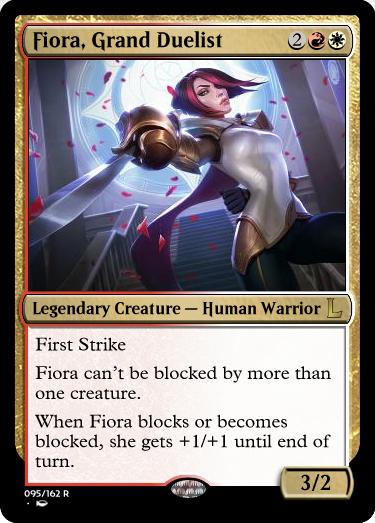 Fiora, Grand Duelist 2
Legendary Creature — Human Warrior L
First Strike
Fiora can't be blocked by more than
one creature.
When Fiora blocks or becomes
blocked, she gets +1/+1 until end of
turn.
3/2
095/162 R